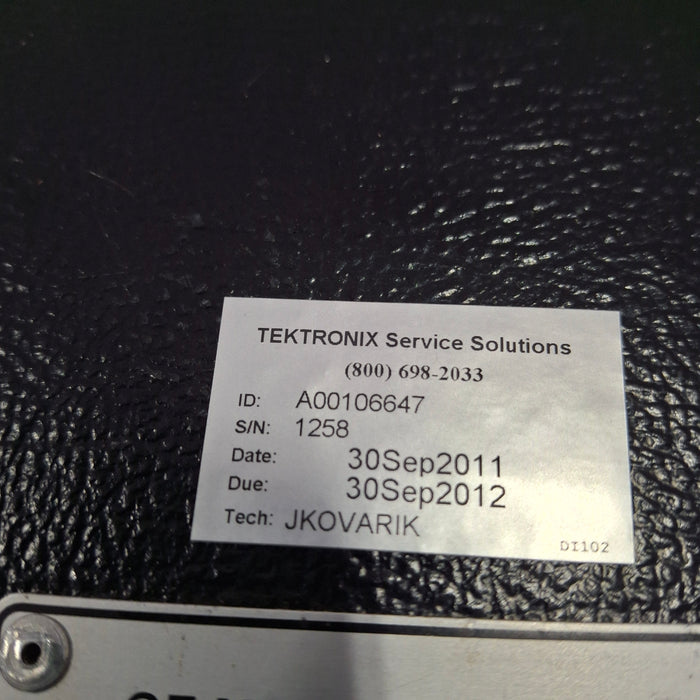 TEKTRONIX Service Solutions
(800) 698-2033
ID: A00106647
S/N: 1258
Date: 30Sep2011
Due: 30Sep2012
Tech: JKOVARIK
DI102